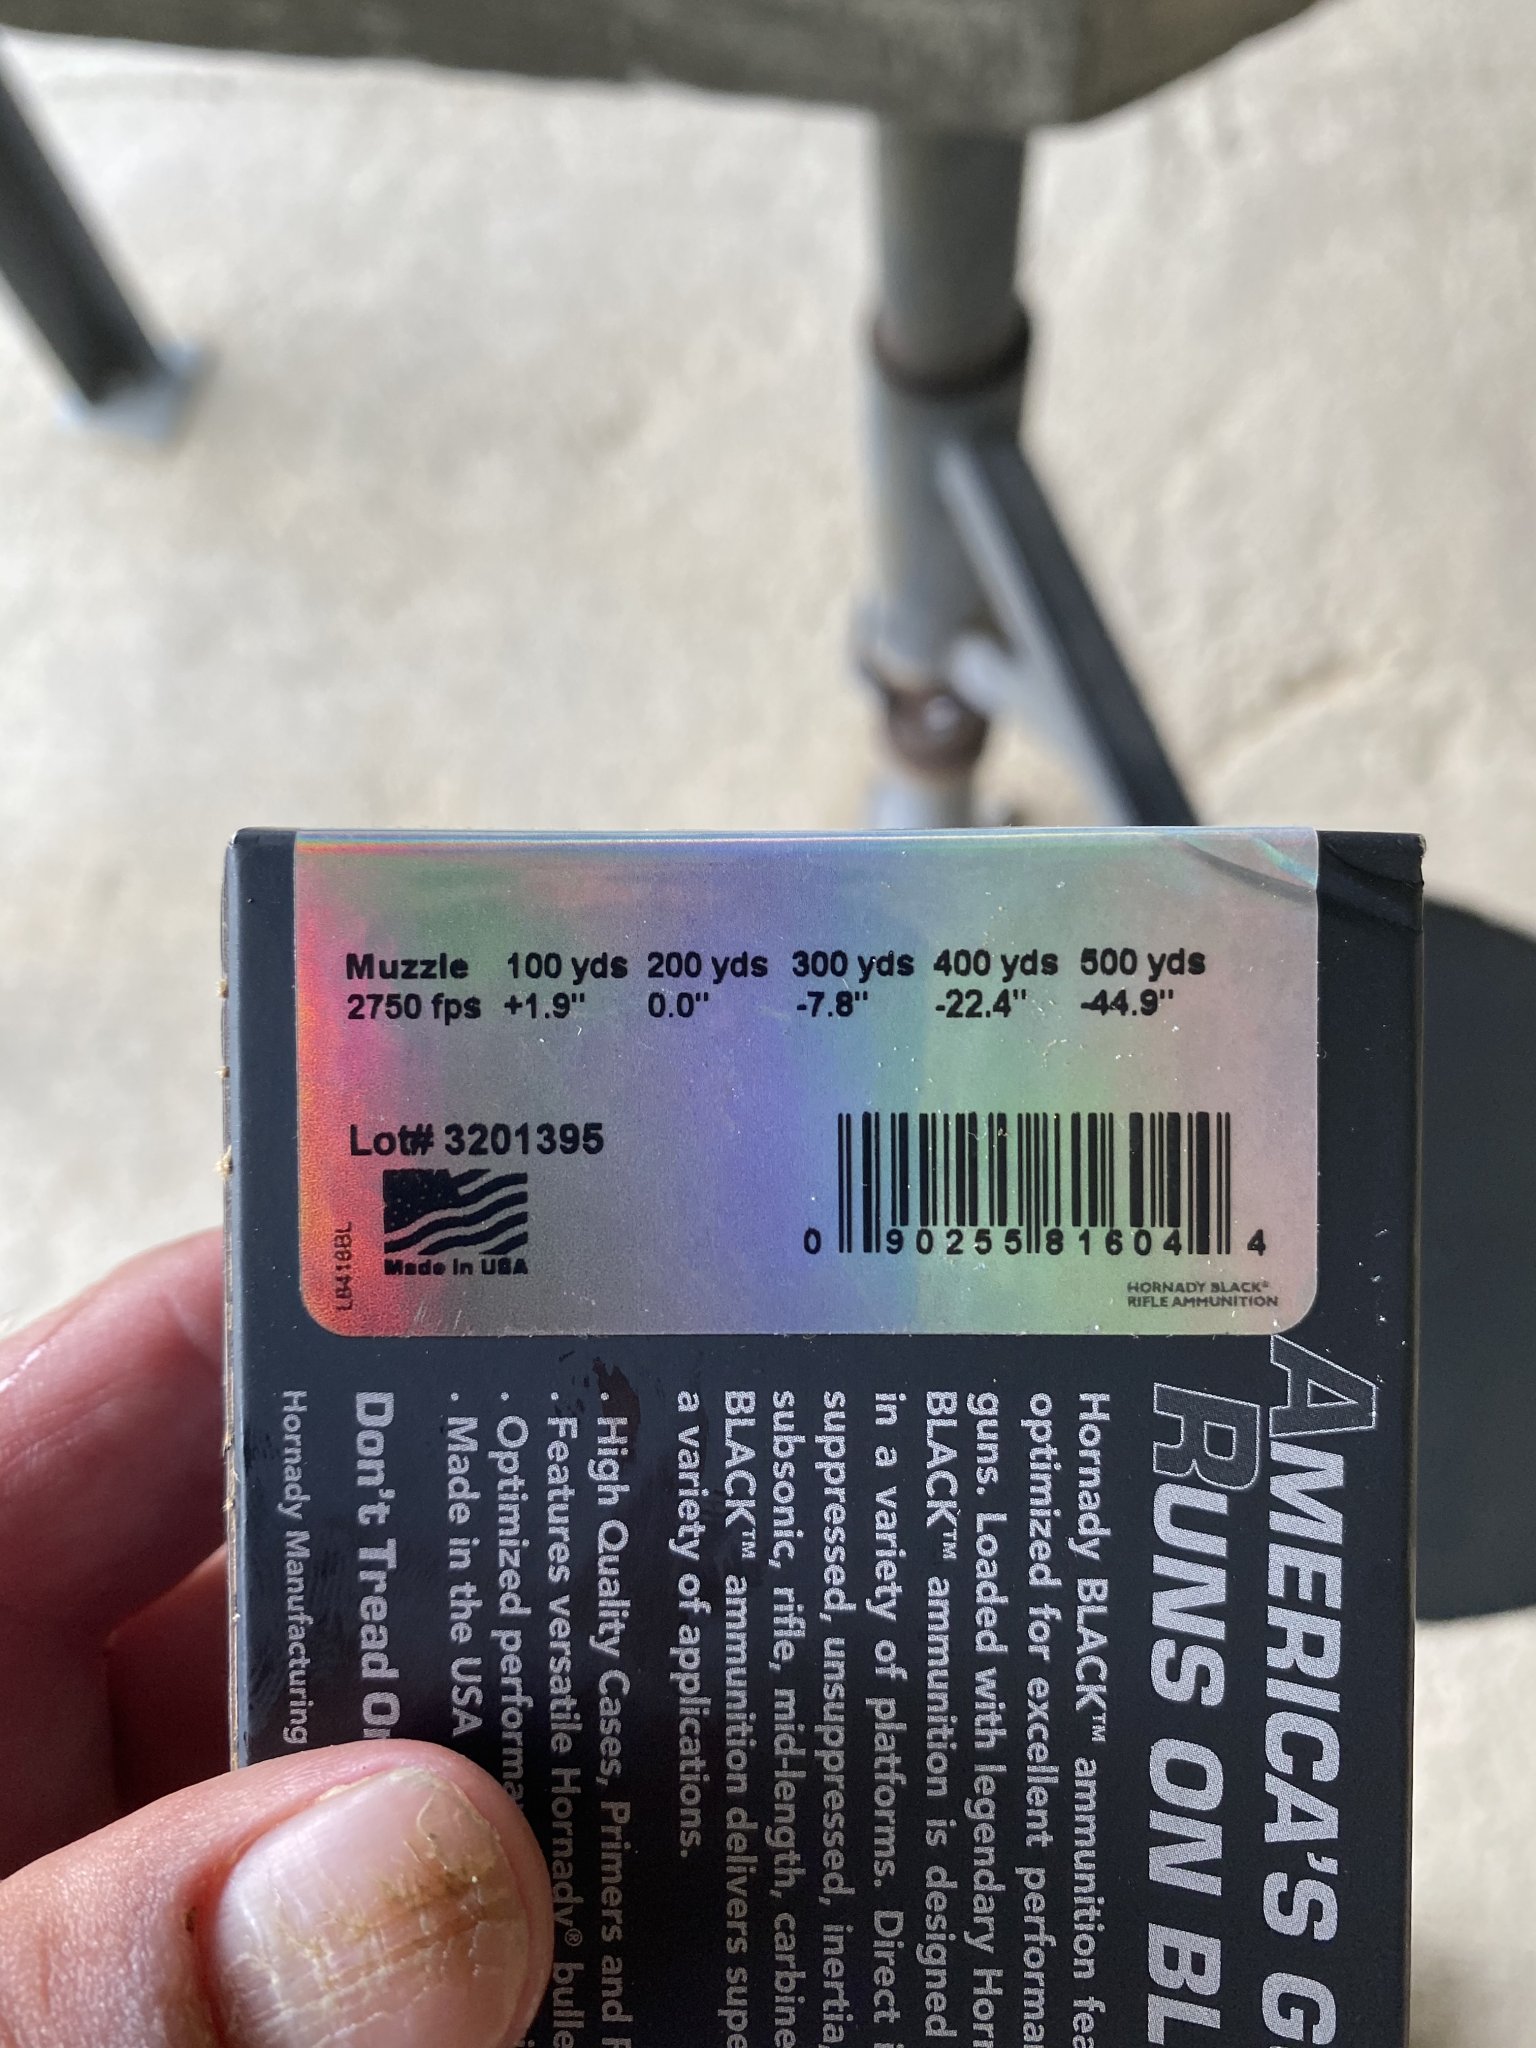 Muzzle 100 yds 200 yds 300 yds 400 yds 500 yds
2750 fps +1.9" 0.0" -7.8" -22.4" -44.9"
Lot# 3201395
Made in USA
LB418BL
0 90255 81604 4
HORNADY BLACK®
RIFLE AMMUNITION
AMERICA'S G
RUNS ON BL
Hornady BLACK™ ammunition fea
optimized for excellent performa
guns. Loaded with legendary Horn
BLACK™ ammunition is designed
in a variety of platforms. Direct i
suppressed, unsuppressed, inertia,
subsonic, rifle, mid-length, carbine
BLACK™ ammunition delivers supe
a variety of applications.
. High Quality Cases, Primers and P
. Features versatile Hornady® bulle
. Optimized performa
. Made in the USA
Don't Tread O
Hornady Manufacturing